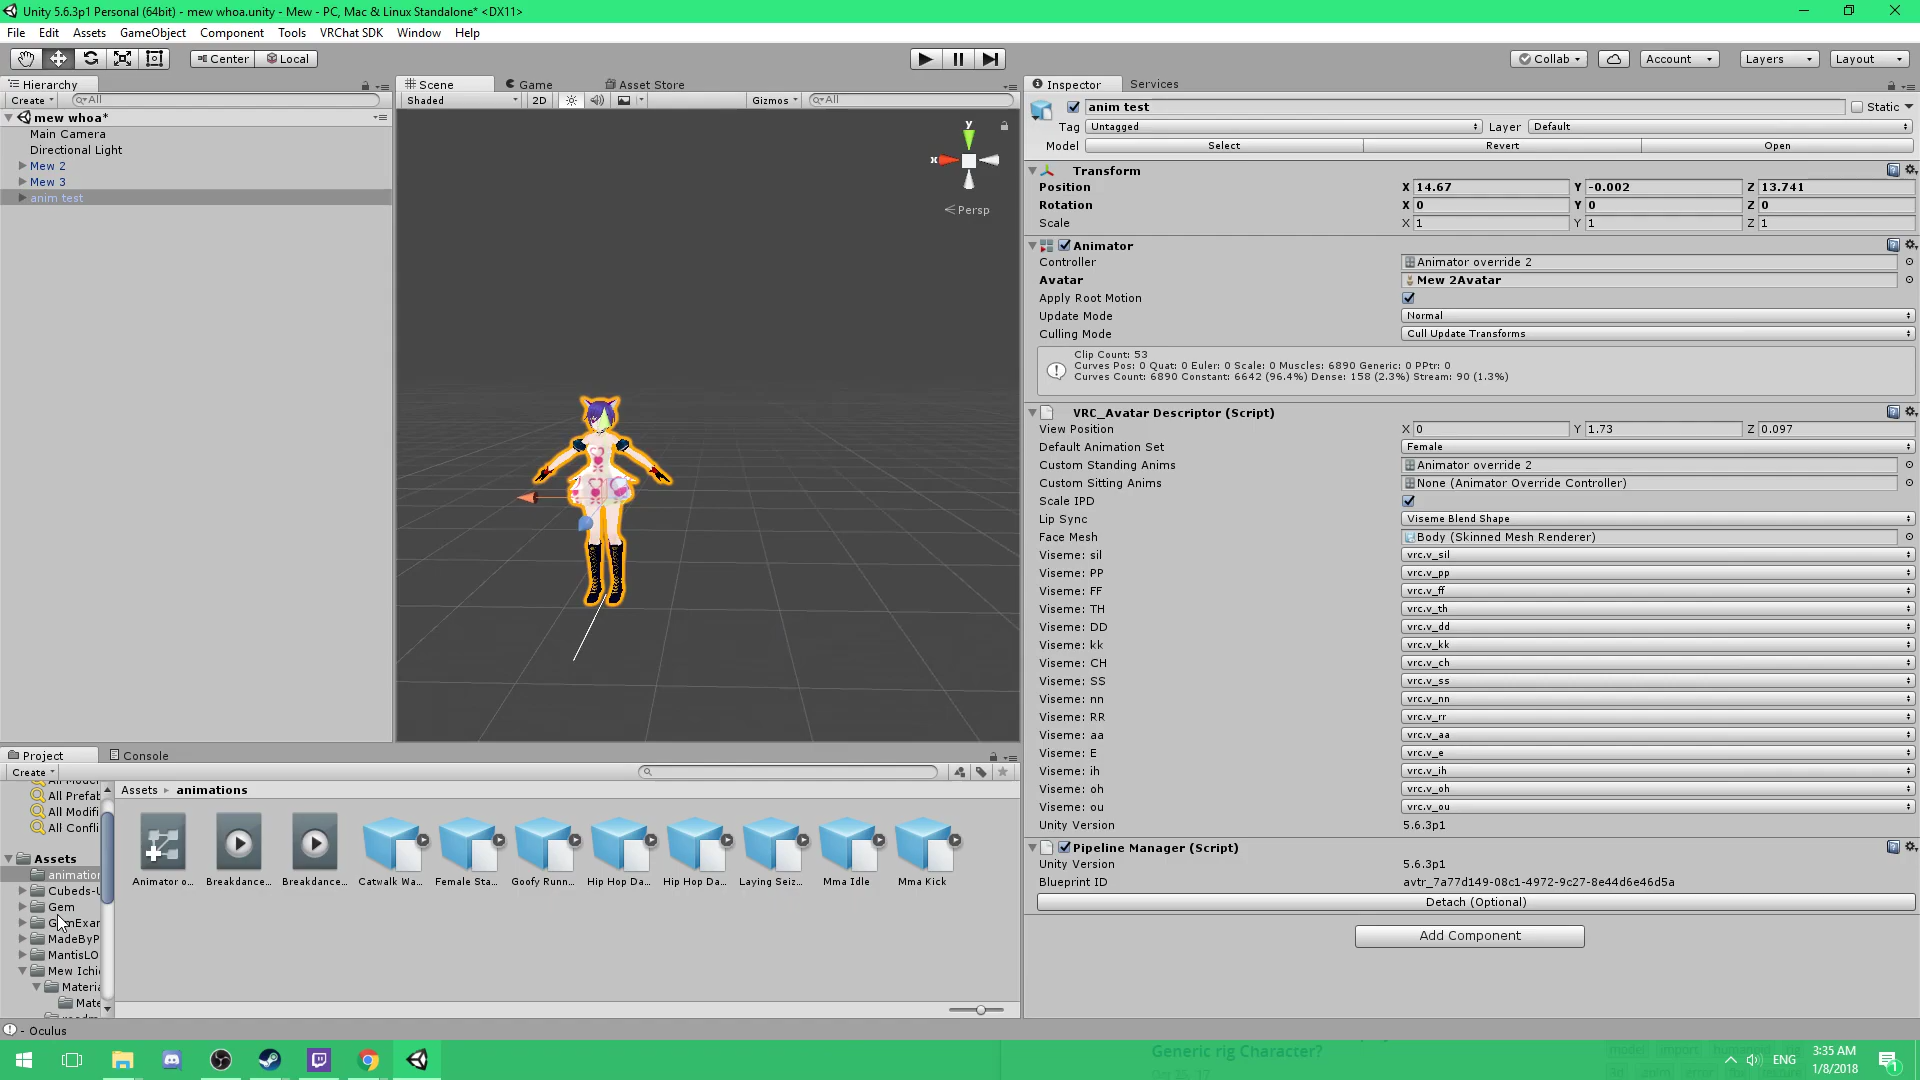 Unity 5.6.3p1 Personal (64bit) - mew whoa.unity - Mew - PC, Mac & Linux Standalone* <DX11>
File Edit Assets GameObject Component Tools VRChat SDK Window Help
Center Local Collab Account Layers Layout
Hierarchy
Create All
mew whoa*
Main Camera
Directional Light
Mew 2
Mew 3
anim test
Scene Game Asset Store
Shaded 2D Gizmos All
y
x
Persp
Inspector Services
anim test Static
Tag Untagged Layer Default
Model Select Revert Open
Transform
Position X 14.67 Y -0.002 Z 13.741
Rotation X 0 Y 0 Z 0
Scale X 1 Y 1 Z 1
Animator
Controller Animator override 2
Avatar Mew 2Avatar
Apply Root Motion
Update Mode Normal
Culling Mode Cull Update Transforms
Clip Count: 53
Curves Pos: 0 Quat: 0 Euler: 0 Scale: 0 Muscles: 6890 Generic: 0 PPtr: 0
Curves Count: 6890 Constant: 6642 (96.4%) Dense: 158 (2.3%) Stream: 90 (1.3%)
VRC_Avatar Descriptor (Script)
View Position X 0 Y 1.73 Z 0.097
Default Animation Set Female
Custom Standing Anims Animator override 2
Custom Sitting Anims None (Animator Override Controller)
Scale IPD
Lip Sync Viseme Blend Shape
Face Mesh Body (Skinned Mesh Renderer)
Viseme: sil vrc.v_sil
Viseme: PP vrc.v_pp
Viseme: FF vrc.v_ff
Viseme: TH vrc.v_th
Viseme: DD vrc.v_dd
Viseme: kk vrc.v_kk
Viseme: CH vrc.v_ch
Viseme: SS vrc.v_ss
Viseme: nn vrc.v_nn
Viseme: RR vrc.v_rr
Viseme: aa vrc.v_aa
Viseme: E vrc.v_e
Viseme: ih vrc.v_ih
Viseme: oh vrc.v_oh
Viseme: ou vrc.v_ou
Unity Version 5.6.3p1
Pipeline Manager (Script)
Unity Version 5.6.3p1
Blueprint ID avtr_7a77d149-08c1-4972-9c27-8e44d6e46d5a
Detach (Optional)
Add Component
Project Console
Create
All Prefab
All Modifi
All Confli
Assets
animation
Cubeds-U
Gem
GemExar
MadeByP
MantisLO
Mew Ichi
Materia
Mate
Assets animations
Animator o... Breakdance... Breakdance... Catwalk Wa... Female Sta... Goofy Runn... Hip Hop Da... Hip Hop Da... Laying Seiz... Mma Idle Mma Kick
- Oculus
Generic rig Character?
ENG
3:35 AM
1/8/2018
1